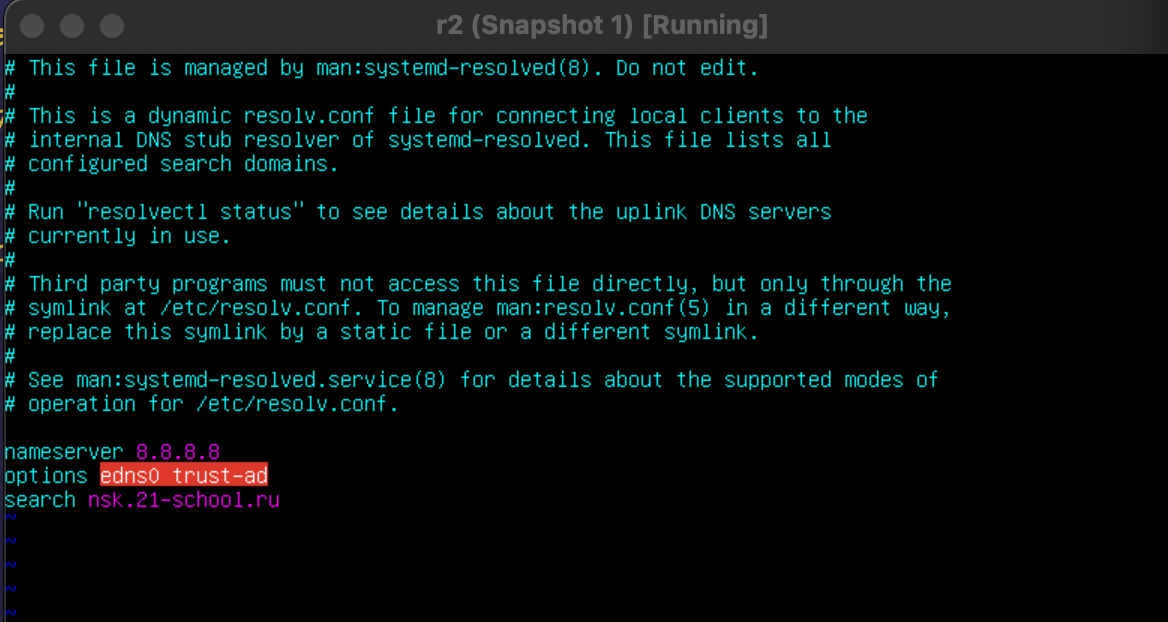 r2 (Snapshot 1) [Running]
# This file is managed by man:systemd-resolved(8). Do not edit.
#
# This is a dynamic resolv.conf file for connecting local clients to the
# internal DNS stub resolver of systemd-resolved. This file lists all
# configured search domains.
#
# Run "resolvectl status" to see details about the uplink DNS servers
# currently in use.
#
# Third party programs must not access this file directly, but only through the
# symlink at /etc/resolv.conf. To manage man:resolv.conf(5) in a different way,
# replace this symlink by a static file or a different symlink.
#
# See man:systemd-resolved.service(8) for details about the supported modes of
# operation for /etc/resolv.conf.
nameserver 8.8.8.8
options edns0 trust-ad
search nsk.21-school.ru
~
~
~
~
~